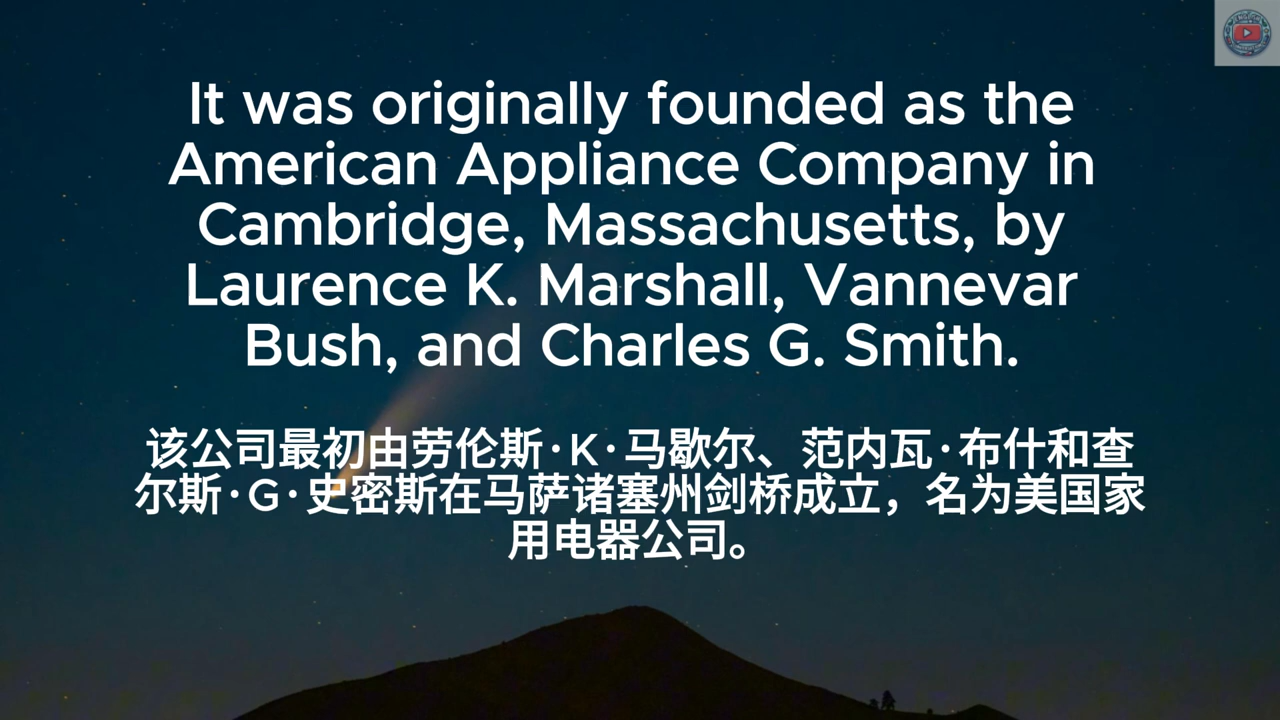 It was originally founded as the
American Appliance Company in
Cambridge, Massachusetts, by
Laurence K. Marshall, Vannevar
Bush, and Charles G. Smith.
该公司最初由劳伦斯·K·马歇尔、范内瓦·布什和查
尔斯·G·史密斯在马萨诸塞州剑桥成立，名为美国家
用电器公司。